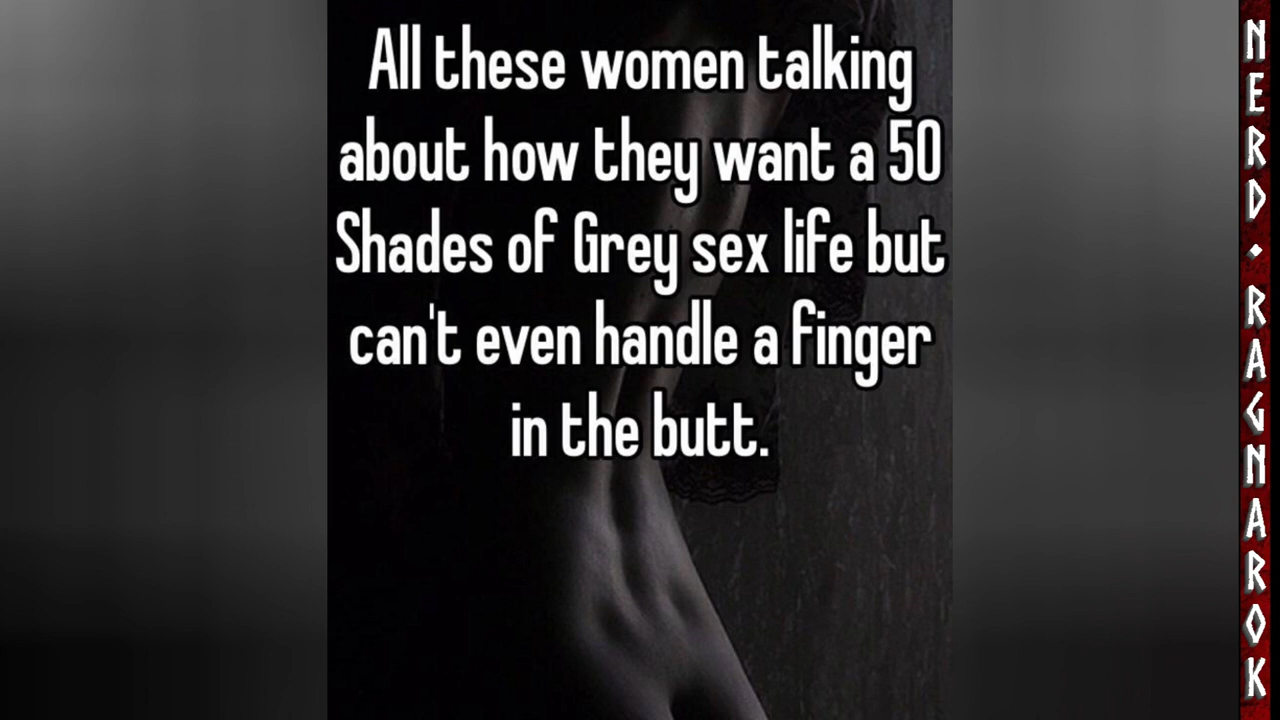 All these women talking
about how they want a 50
Shades of Grey sex life but
can't even handle a finger
in the butt.
NERD·RAGNAROK